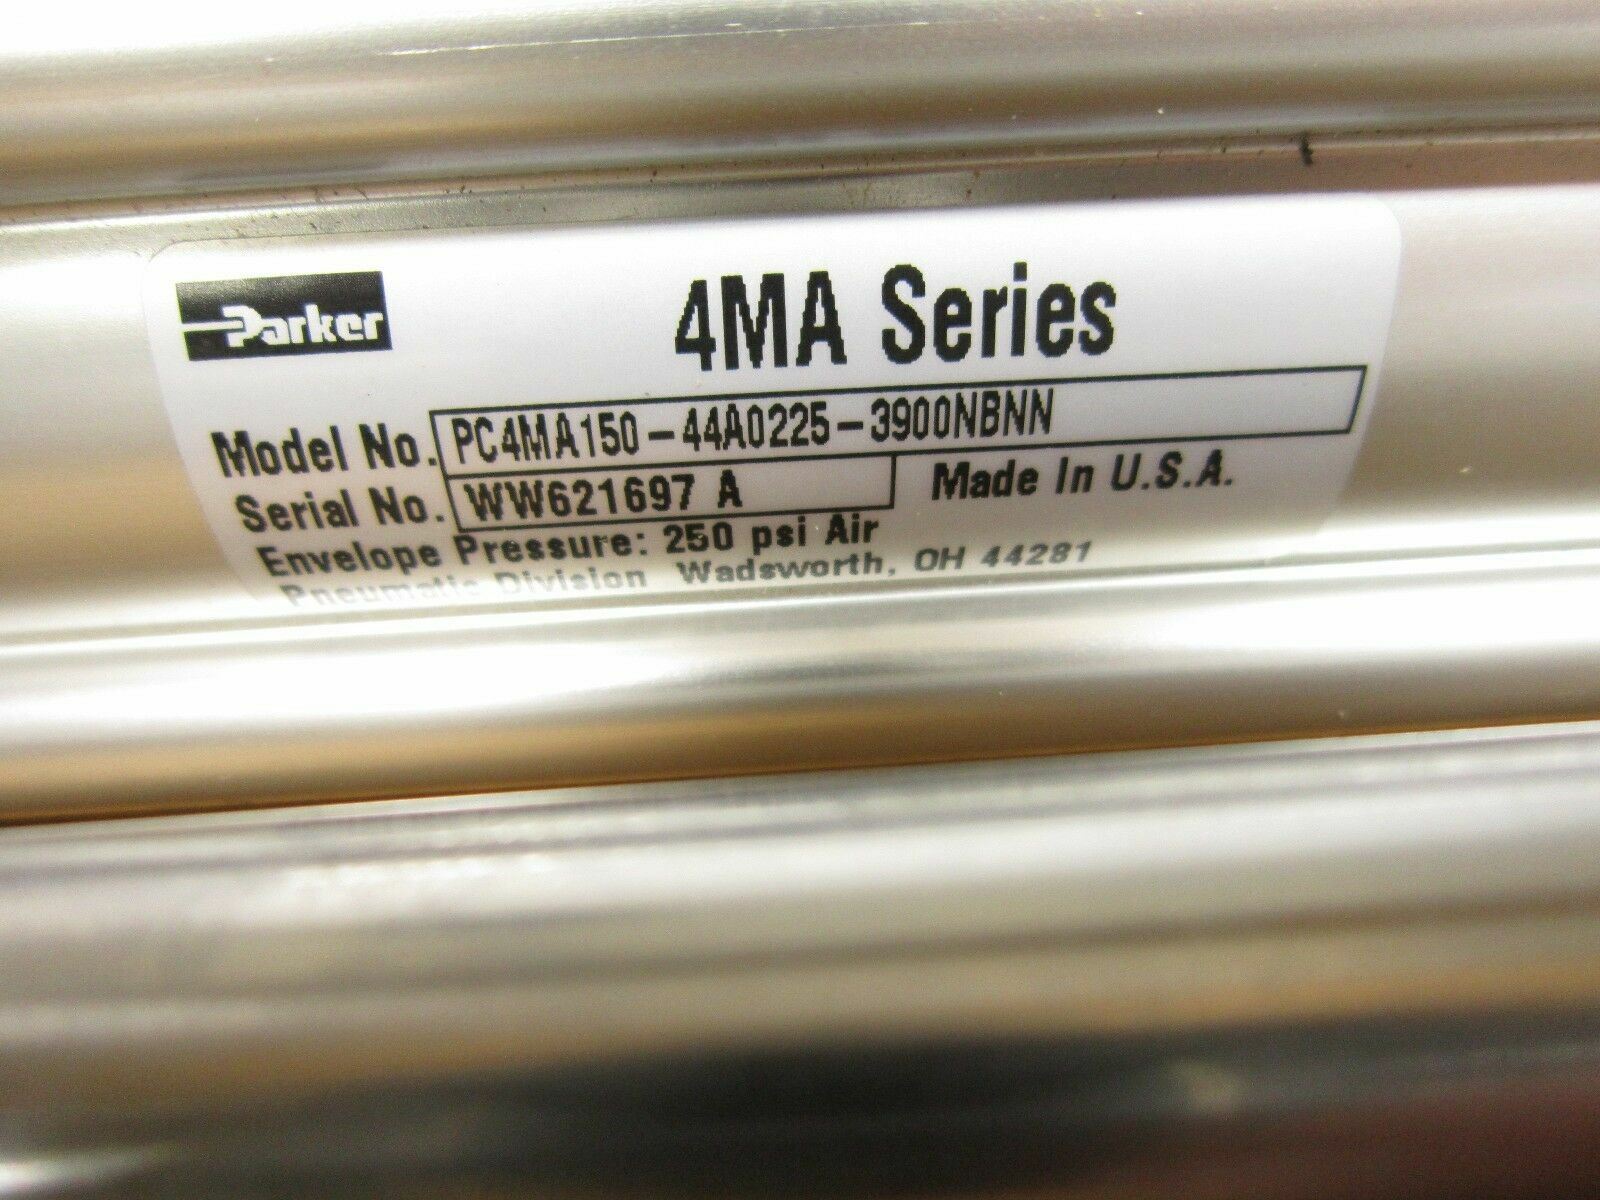 Parker
4MA Series
Model No. PC4MA150-44A0225-3900NBNN
Serial No. WW621697 A Made In U.S.A.
Envelope Pressure: 250 psi Air
Pneumatic Division Wadsworth, OH 44281